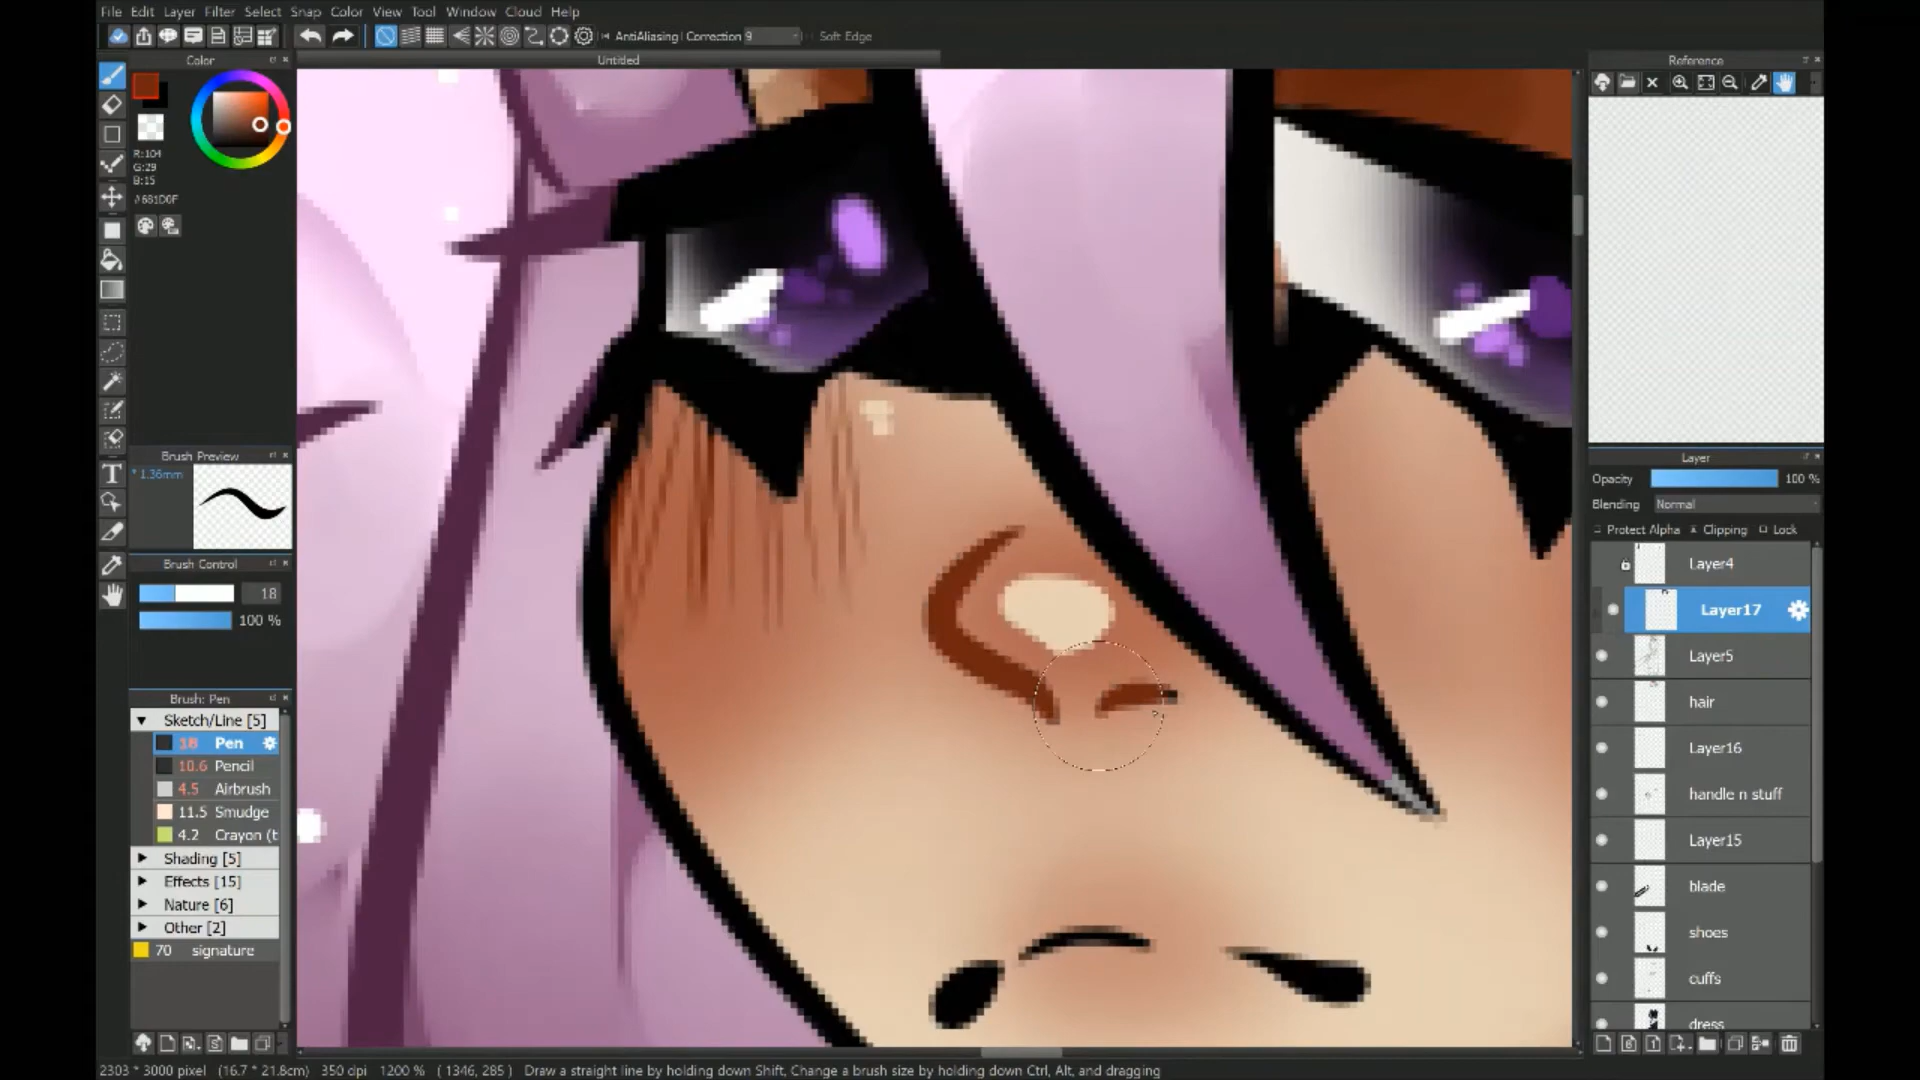 File Edit Layer Filter Select Snap Color View Tool Window Cloud Help
AntiAliasing Correction 9 Soft Edge
Color
Untitled
Reference
R:104
G:29
B:15
#681D0F
Brush Preview
* 1.36mm
Brush Control
18
100 %
Brush: Pen
Sketch/Line [5]
18 Pen
10.6 Pencil
4.5 Airbrush
11.5 Smudge
4.2 Crayon (t
Shading [5]
Effects [15]
Nature [6]
Other [2]
70 signature
Layer
Opacity 100 %
Blending Normal
Protect Alpha Clipping Lock
Layer4
Layer17
Layer5
hair
Layer16
handle n stuff
Layer15
blade
shoes
cuffs
dress
2303 * 3000 pixel (16.7 * 21.8cm) 350 dpi 1200 % ( 1346, 285 ) Draw a straight line by holding down Shift, Change a brush size by holding down Ctrl, Alt, and dragging